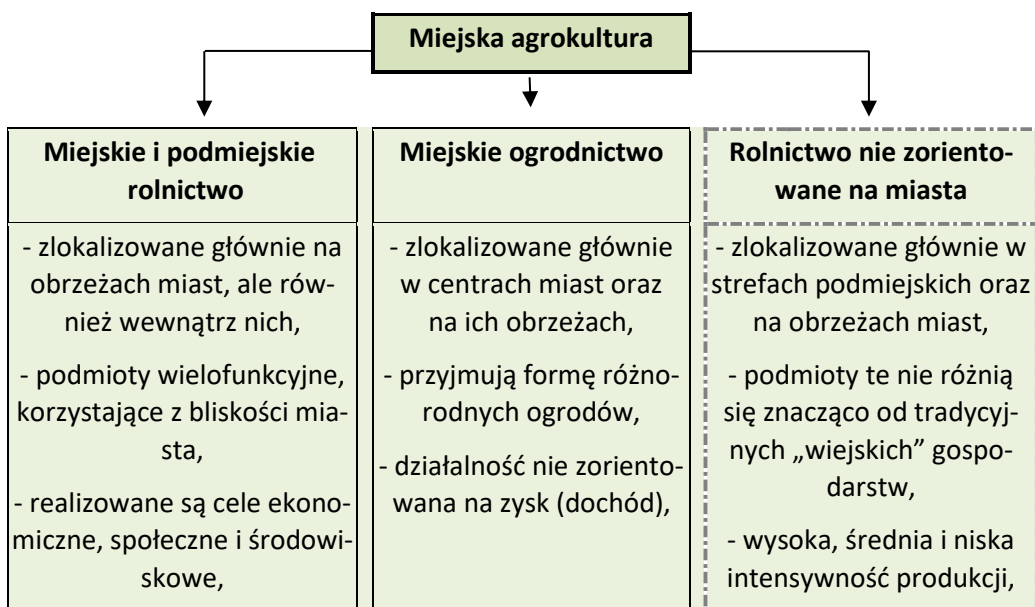 Miejska agrokultura
Miejskie i podmiejskie
rolnictwo
- zlokalizowane głównie na
obrzeżach miast, ale rów-
nież wewnątrz nich,
- podmioty wielofunkcyjne,
korzystające z bliskości mia-
sta,
- realizowane są cele ekono-
miczne, społeczne i środowi-
skowe,
Miejskie ogrodnictwo
- zlokalizowane głównie
w centrach miast oraz
na ich obrzeżach,
- przyjmują formę różno-
rodnych ogrodów,
- działalność nie zoriento-
wana na zysk (dochód),
Rolnictwo nie zoriento-
wane na miasta
- zlokalizowane głównie w
strefach podmiejskich oraz
na obrzeżach miast,
- podmioty te nie różnią
się znacząco od tradycyj-
nych „wiejskich” gospo-
darstw,
- wysoka, średnia i niska
intensywność produkcji,